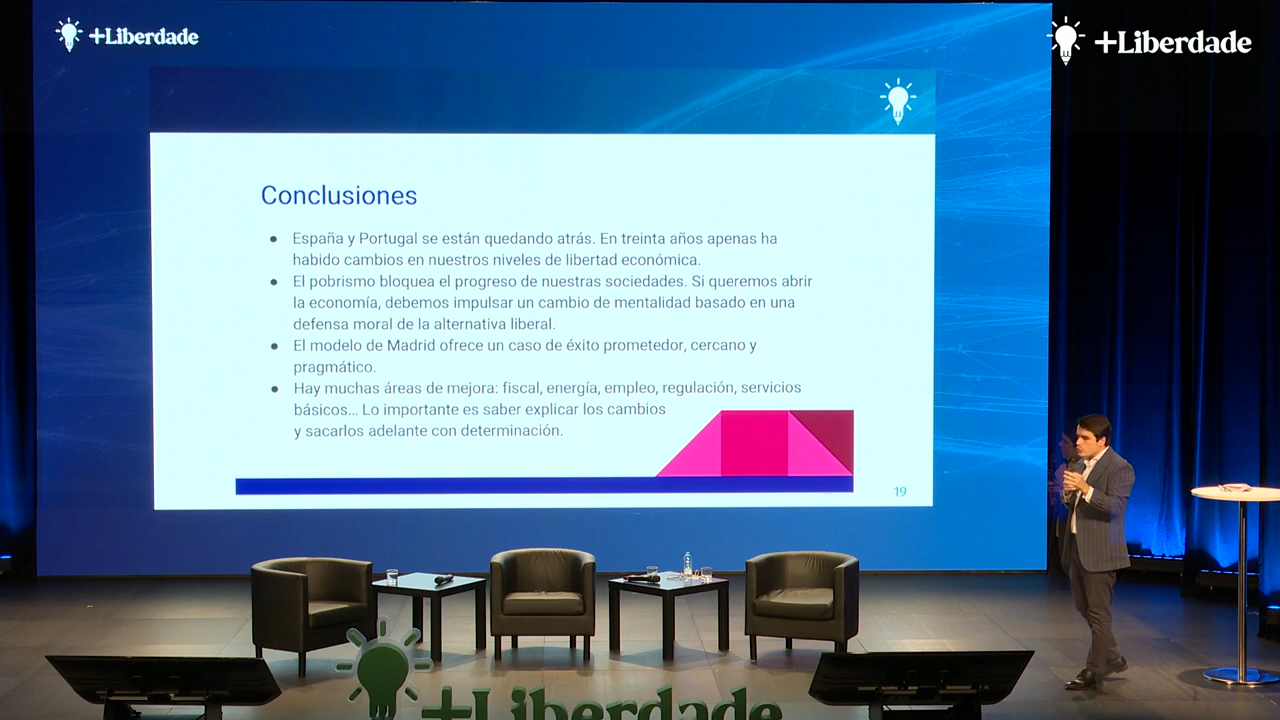 +Liberdade
+Liberdade
Conclusiones
● España y Portugal se están quedando atrás. En treinta años apenas ha
habido cambios en nuestros niveles de libertad económica.
● El pobrismo bloquea el progreso de nuestras sociedades. Si queremos abrir
la economía, debemos impulsar un cambio de mentalidad basado en una
defensa moral de la alternativa liberal.
● El modelo de Madrid ofrece un caso de éxito prometedor, cercano y
pragmático.
● Hay muchas áreas de mejora: fiscal, energía, empleo, regulación, servicios
básicos... Lo importante es saber explicar los cambios
y sacarlos adelante con determinación.
19
+Liberdade